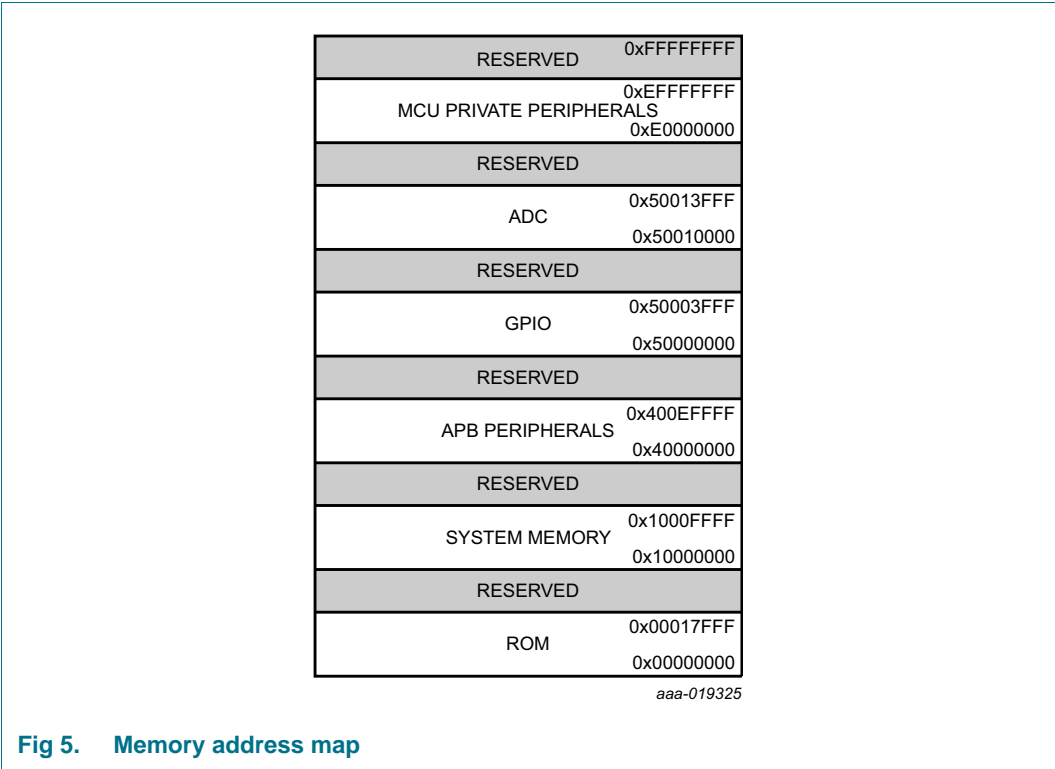 RESERVED 0xFFFFFFFF
0xEFFFFFFF
MCU PRIVATE PERIPHERALS
0xE0000000
RESERVED
0x50013FFF
ADC
0x50010000
RESERVED
0x50003FFF
GPIO
0x50000000
RESERVED
0x400EFFFF
APB PERIPHERALS
0x40000000
RESERVED
0x1000FFFF
SYSTEM MEMORY
0x10000000
RESERVED
0x00017FFF
ROM
0x00000000
aaa-019325
Fig 5. Memory address map